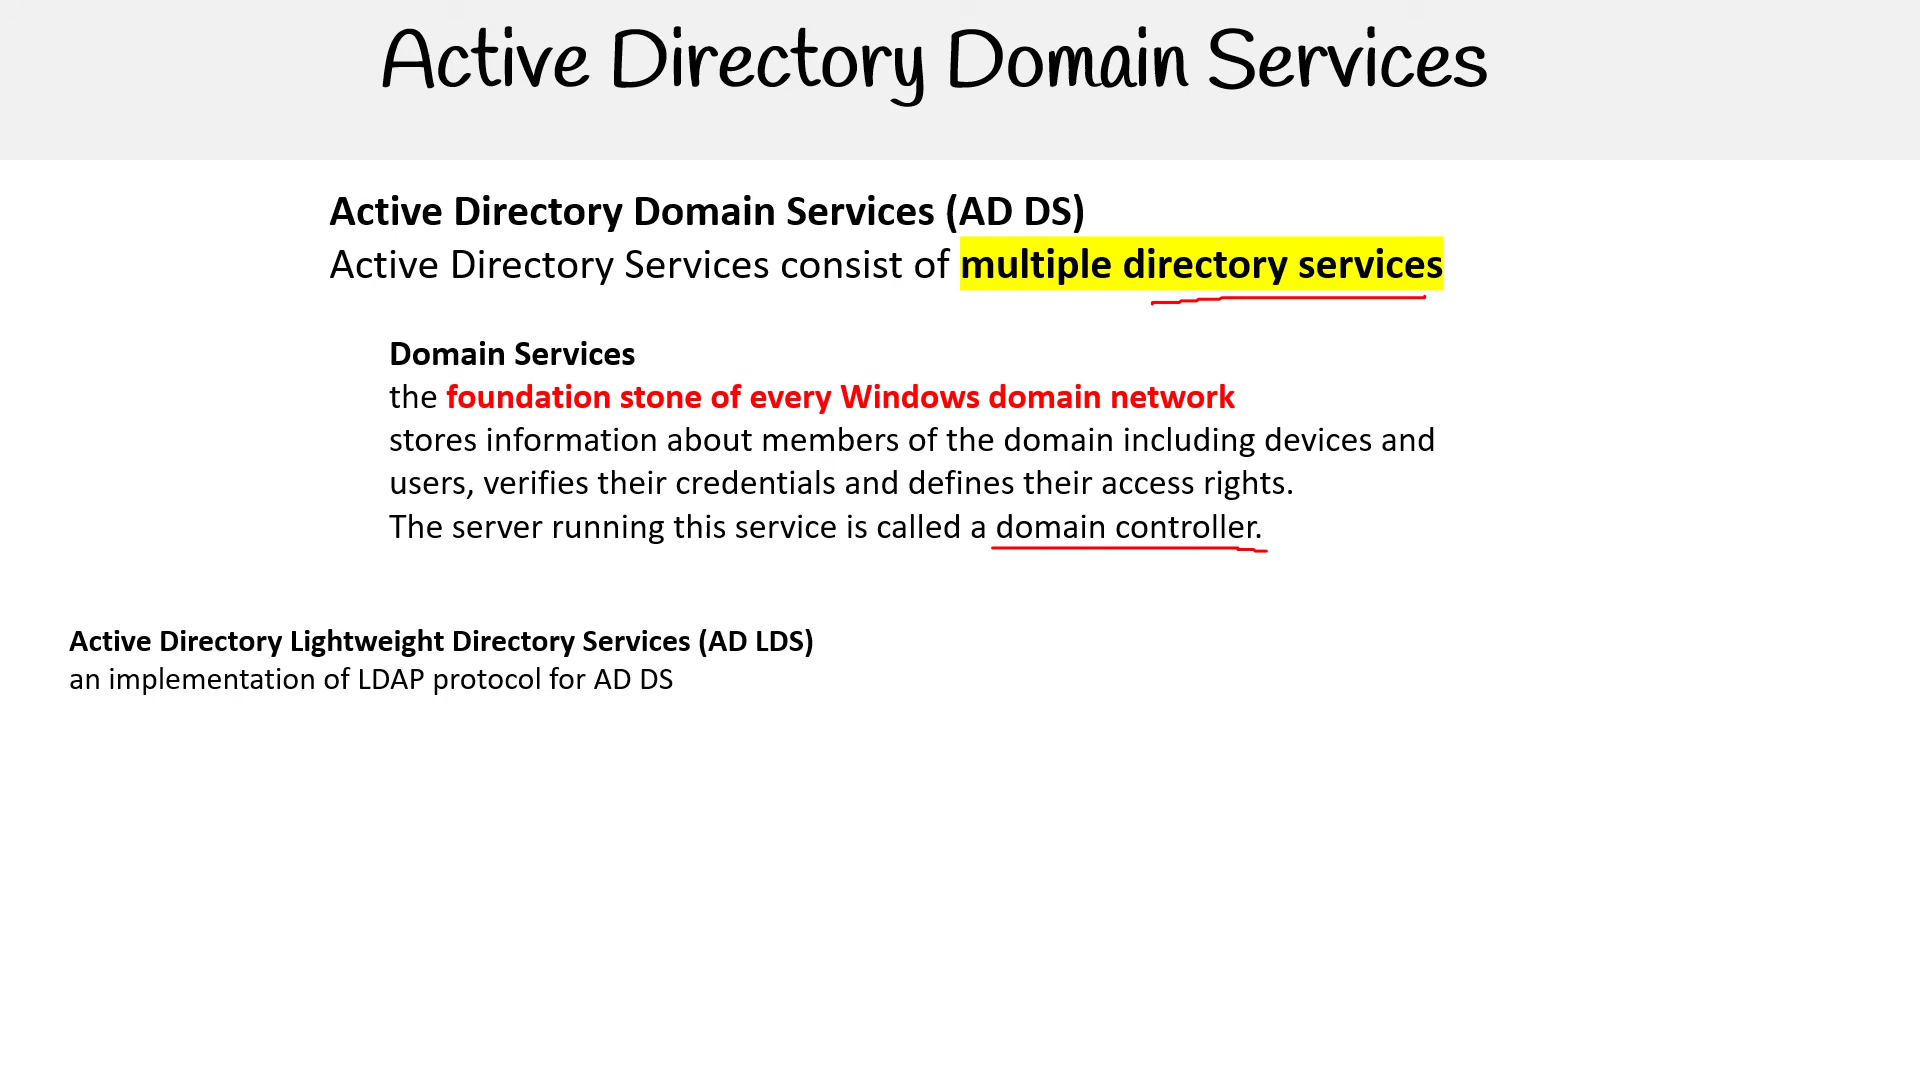 Active Directory Domain Services
Active Directory Domain Services (AD DS)
Active Directory Services consist of multiple directory services
Domain Services
the foundation stone of every Windows domain network
stores information about members of the domain including devices and
users, verifies their credentials and defines their access rights.
The server running this service is called a domain controller.
Active Directory Lightweight Directory Services (AD LDS)
an implementation of LDAP protocol for AD DS